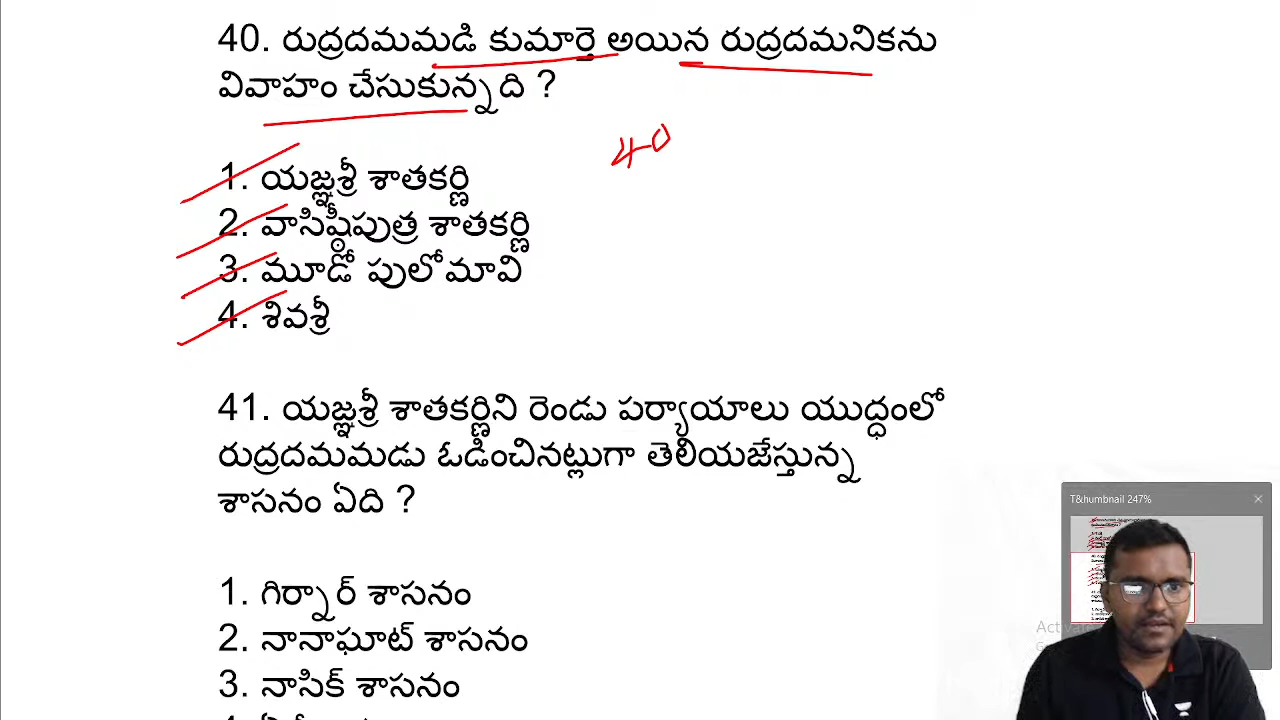 40. రుద్రదమమడి కుమార్తె అయిన రుద్రదమనికను
వివాహం చేసుకున్నది ?
40
1. యజ్ఞశ్రీ శాతకర్ణి
2. వాసిష్ఠీపుత్ర శాతకర్ణి
3. మూడో పులోమావి
4. శివశ్రీ
41. యజ్ఞశ్రీ శాతకర్ణిని రెండు పర్యాయాలు యుద్ధంలో
రుద్రదమమడు ఓడించినట్లుగా తెలియజేస్తున్న
శాసనం ఏది ?
T&humbnail 247%
1. గిర్నార్ శాసనం
2. నానాఘాట్ శాసనం
3. నాసిక్ శాసనం